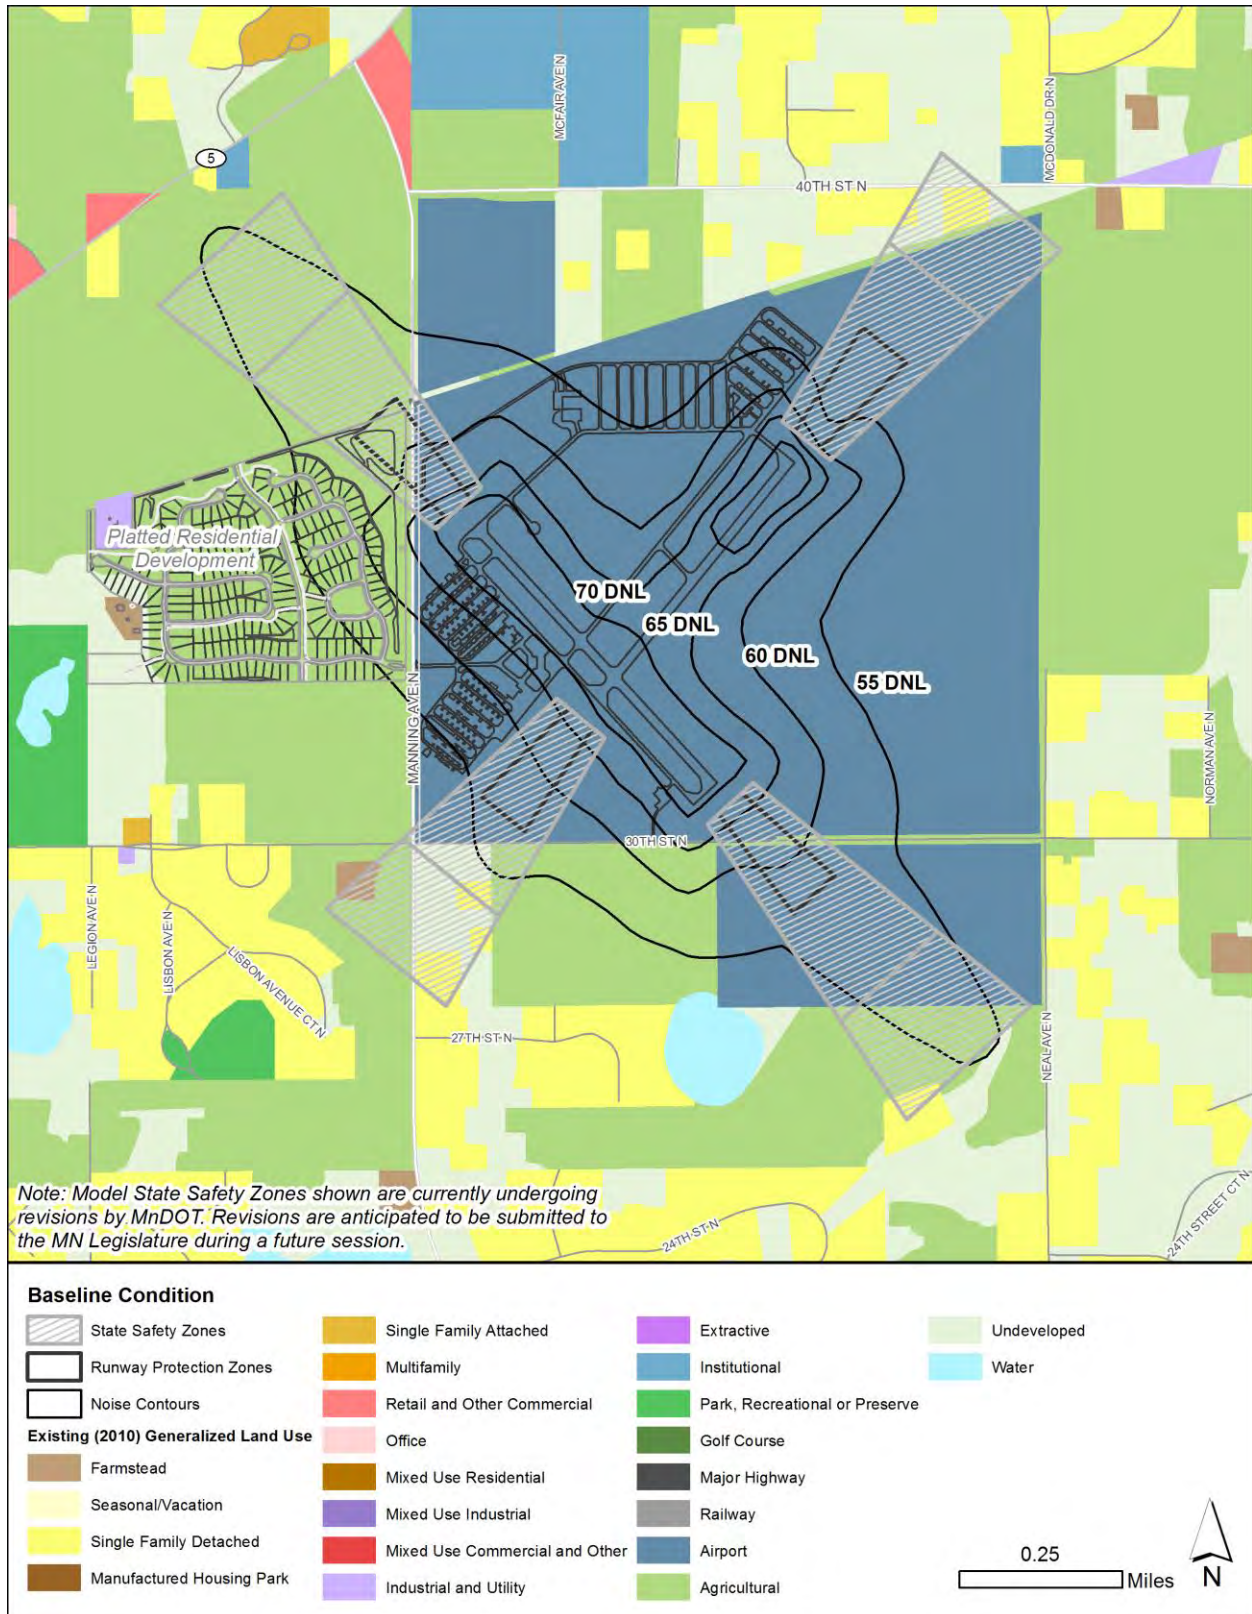 MCFAIR AVE N
MCDONALD DR N
5
40TH ST N
Platted Residential
Development
70 DNL
65 DNL
60 DNL
55 DNL
MANNING AVE N
NORMAN AVE N
30TH ST N
LEGION AVE N
LISBON AVE N
LISBON AVENUE CT N
27TH ST N
NEAL AVE N
24TH ST N
24TH STREET CT N
Note: Model State Safety Zones shown are currently undergoing
revisions by MnDOT. Revisions are anticipated to be submitted to
the MN Legislature during a future session.
Baseline Condition
State Safety Zones
Runway Protection Zones
Noise Contours
Existing (2010) Generalized Land Use
Farmstead
Seasonal/Vacation
Single Family Detached
Manufactured Housing Park
Single Family Attached
Multifamily
Retail and Other Commercial
Office
Mixed Use Residential
Mixed Use Industrial
Mixed Use Commercial and Other
Industrial and Utility
Extractive
Institutional
Park, Recreational or Preserve
Golf Course
Major Highway
Railway
Airport
Agricultural
Undeveloped
Water
0.25
Miles
N